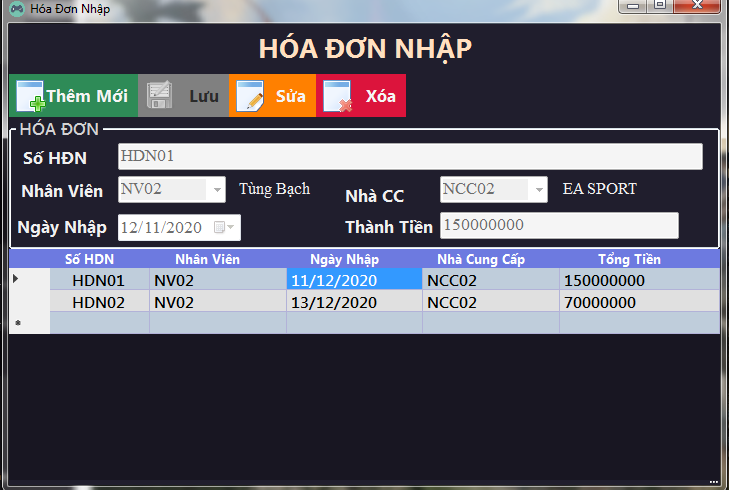 Hóa Đơn Nhập
HÓA ĐƠN NHẬP
Thêm Mới Lưu Sửa Xóa
HÓA ĐƠN
Số HĐN HDN01
Nhân Viên NV02 Tùng Bạch Nhà CC NCC02 EA SPORT
Ngày Nhập 12/11/2020 Thành Tiền 150000000
Số HDN Nhân Viên Ngày Nhập Nhà Cung Cấp Tổng Tiền
HDN01 NV02 11/12/2020 NCC02 150000000
HDN02 NV02 13/12/2020 NCC02 70000000